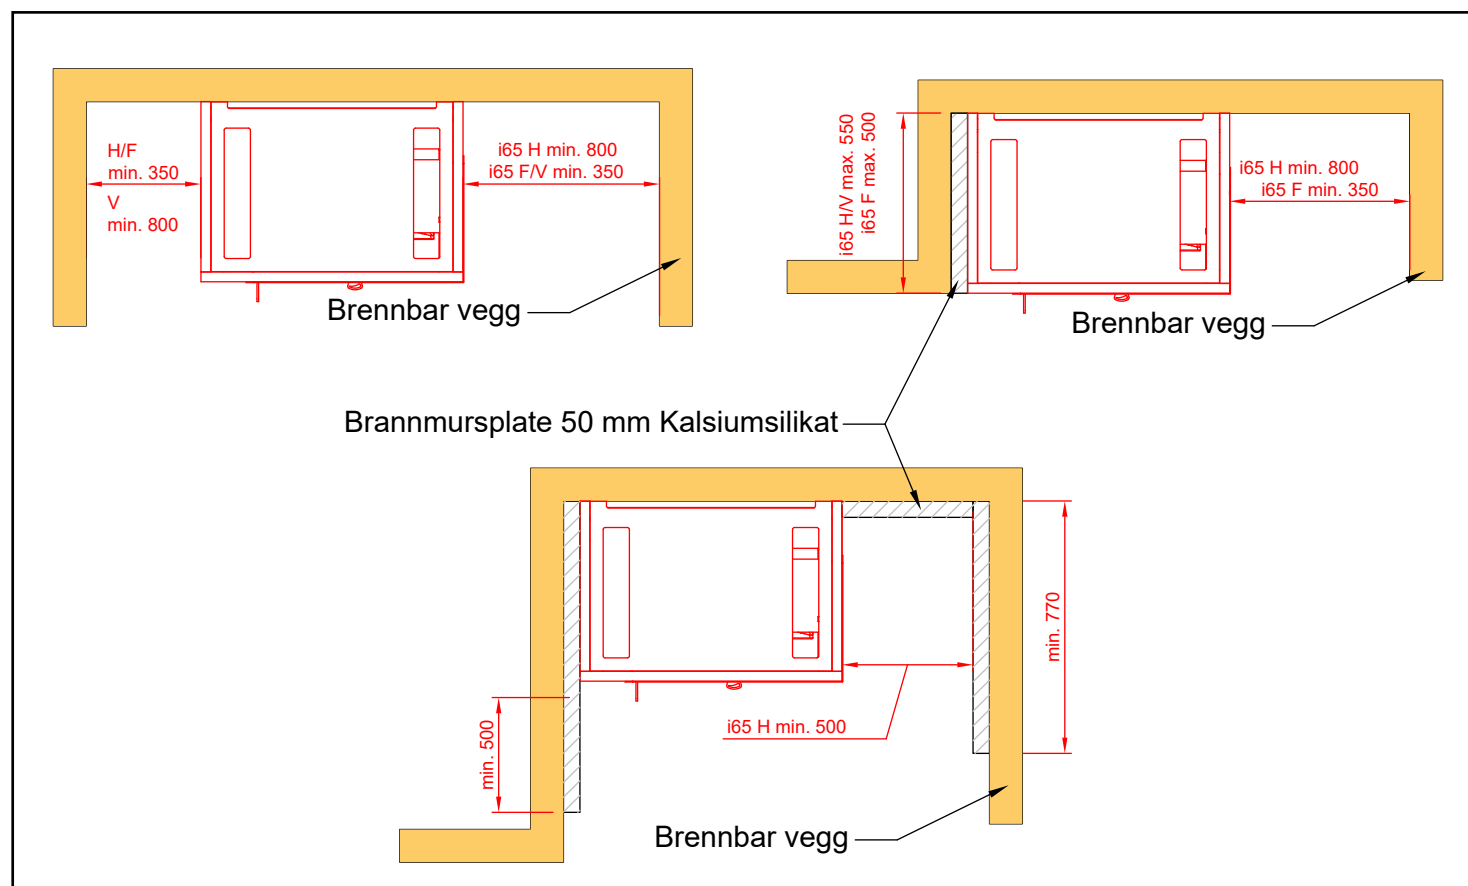 H/F
min. 350
V
min. 800
i65 H min. 800
i65 F/V min. 350
Brennbar vegg
i65 H/V max. 550
i65 F max. 500
i65 H min. 800
i65 F min. 350
Brennbar vegg
Brannmursplate 50 mm Kalsiumsilikat
min. 500
i65 H min. 500
min. 770
Brennbar vegg